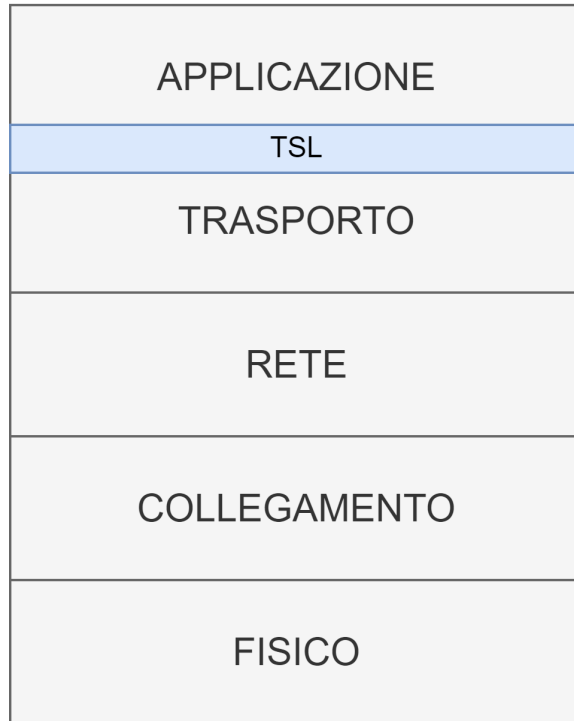 APPLICAZIONE
TSL
TRASPORTO
RETE
COLLEGAMENTO
FISICO